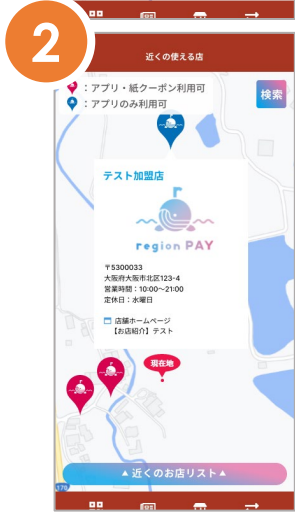 2
近くの使える店
：アプリ・紙クーポン利用可
：アプリのみ利用可
検索
テスト加盟店
region PAY
〒5300033
大阪府大阪市北区123-4
営業時間：10:00〜21:00
定休日：水曜日
店舗ホームページ
【お店紹介】テスト
現在地
▲近くのお店リスト▲
170